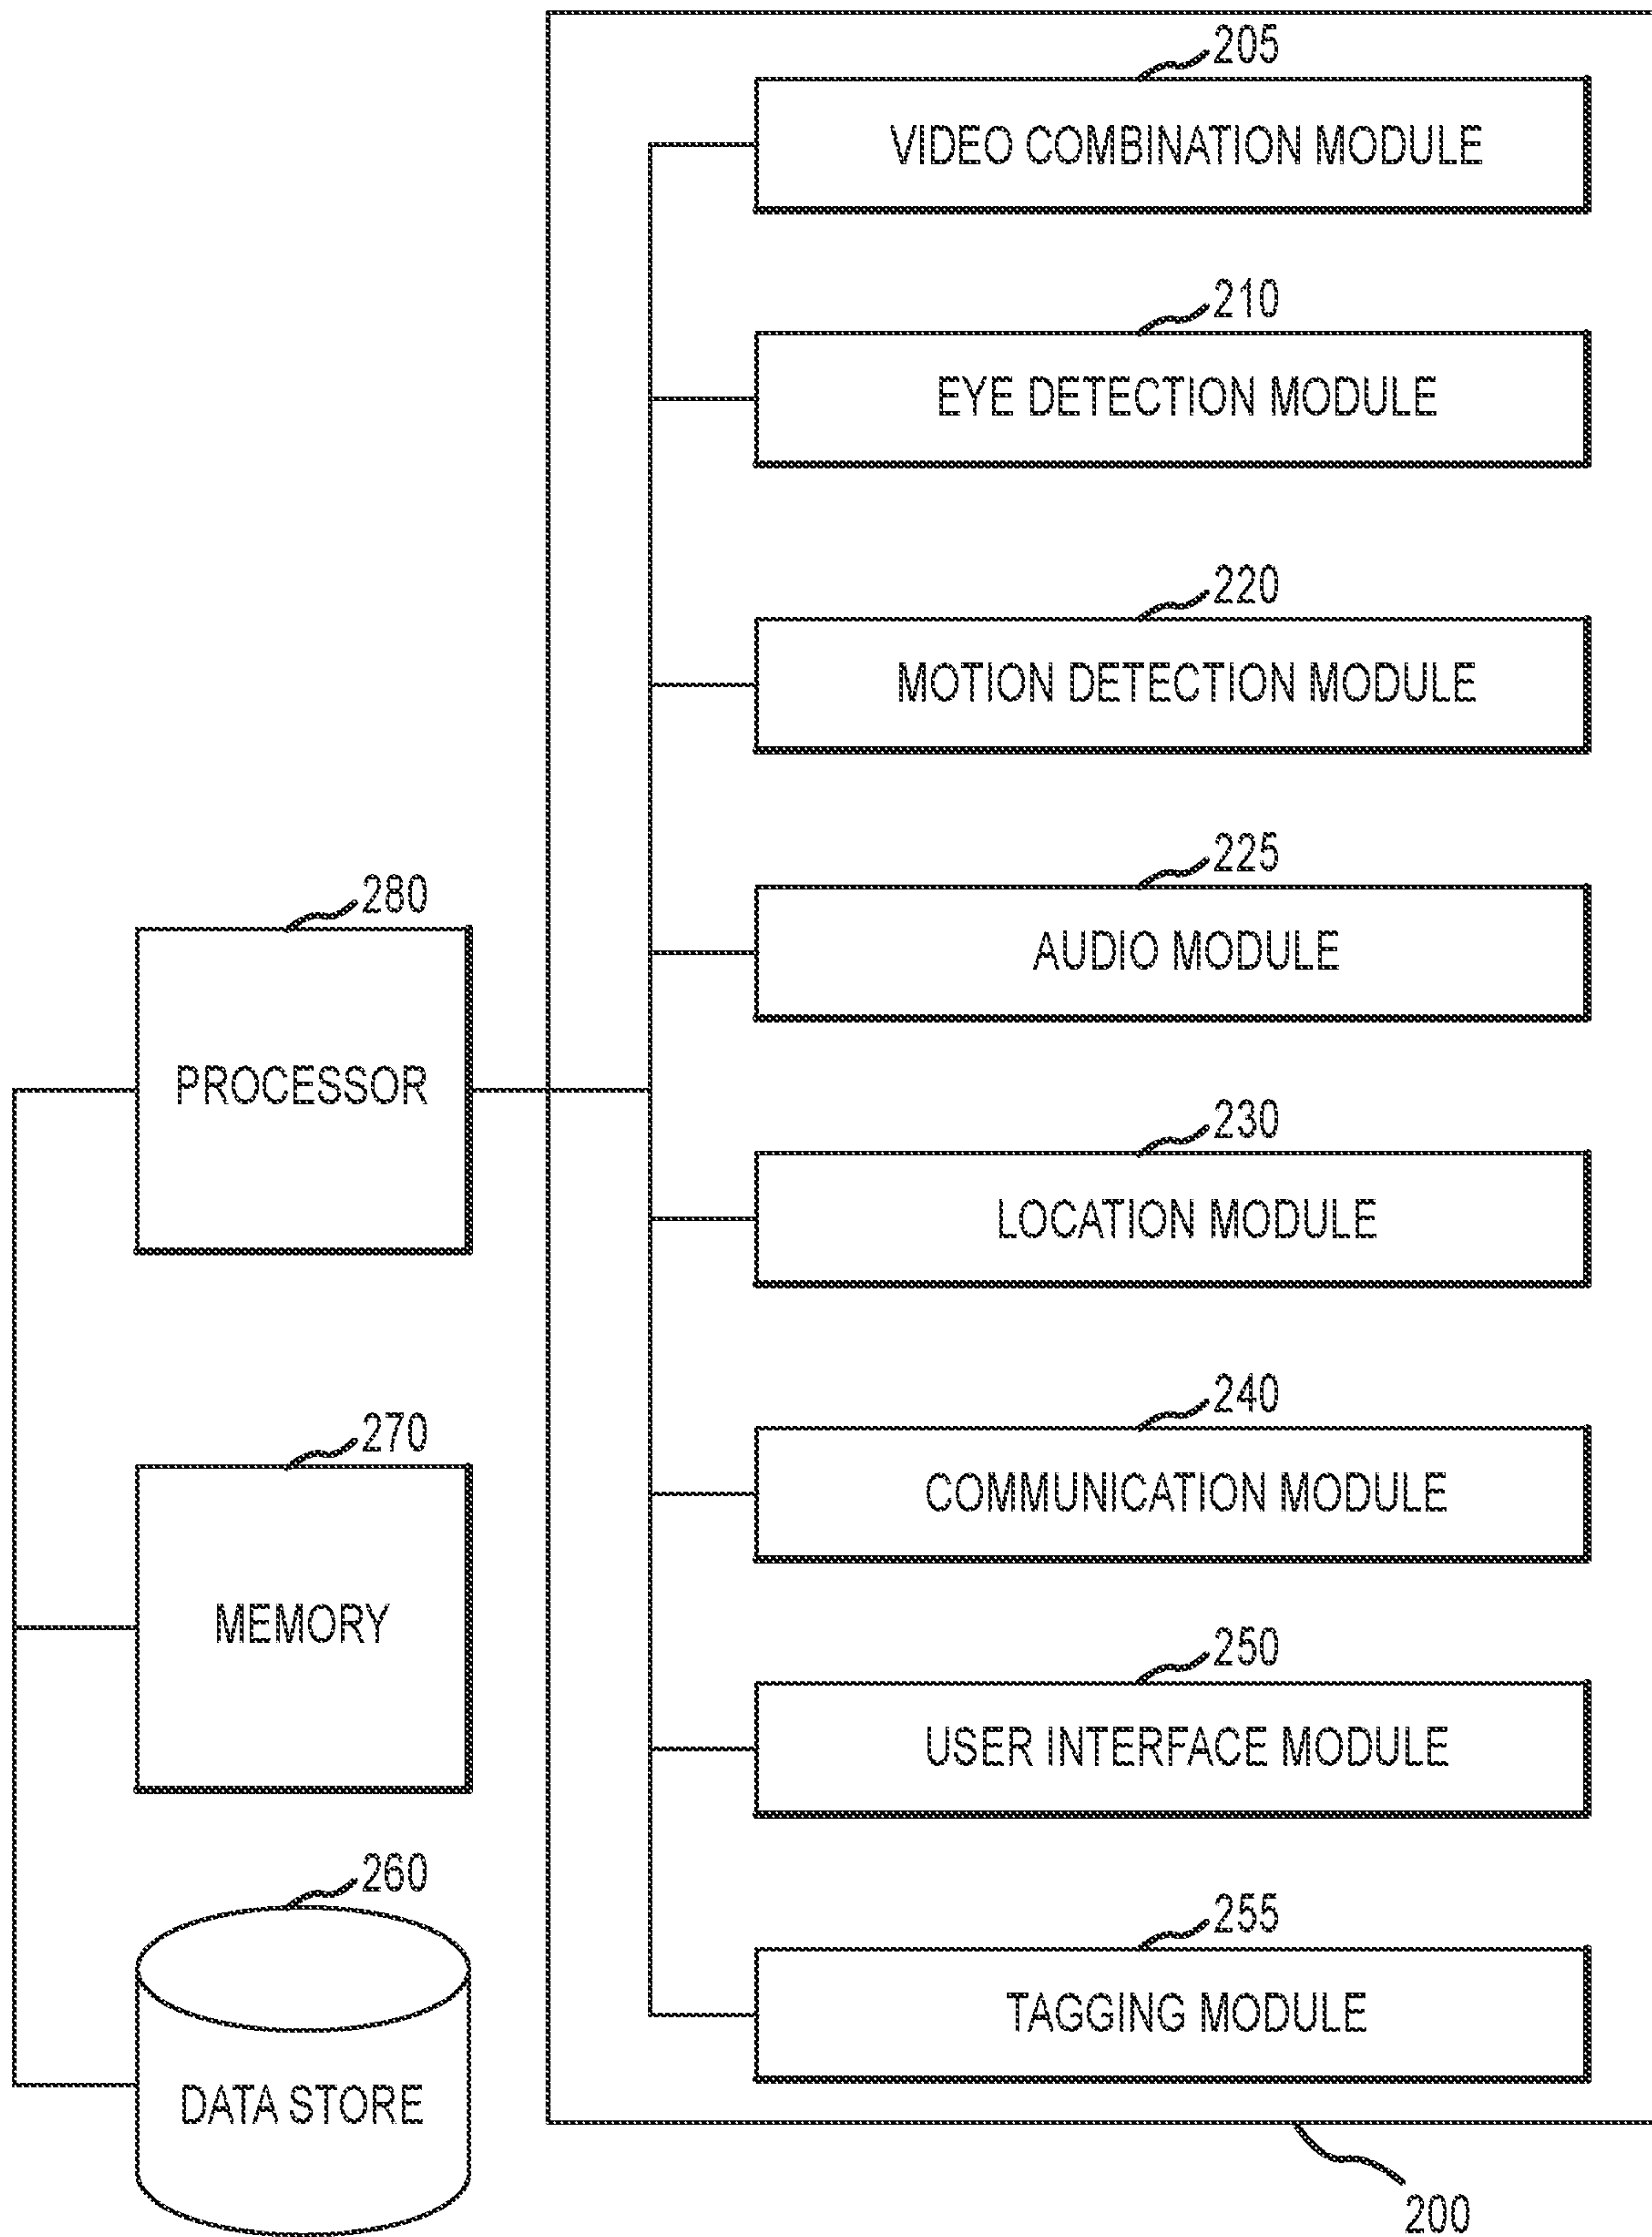 205
VIDEO COMBINATION MODULE
210
EYE DETECTION MODULE
220
MOTION DETECTION MODULE
225
AUDIO MODULE
280
PROCESSOR
230
LOCATION MODULE
240
COMMUNICATION MODULE
270
MEMORY
250
USER INTERFACE MODULE
260
DATA STORE
255
TAGGING MODULE
200